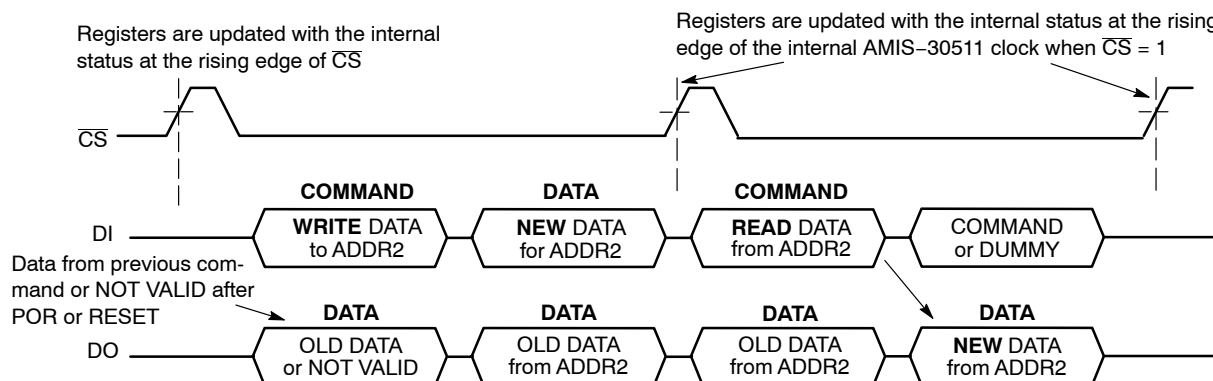 Registers are updated with the internal
status at the rising edge of C̅S̅
Registers are updated with the internal status at the rising
edge of the internal AMIS−30511 clock when C̅S̅ = 1
C̅S̅
COMMAND
DATA
COMMAND
DI
WRITE DATA
to ADDR2
NEW DATA
for ADDR2
READ DATA
from ADDR2
COMMAND
or DUMMY
Data from previous com-
mand or NOT VALID after
POR or RESET
DATA
DATA
DATA
DATA
DO
OLD DATA
or NOT VALID
OLD DATA
from ADDR2
OLD DATA
from ADDR2
NEW DATA
from ADDR2